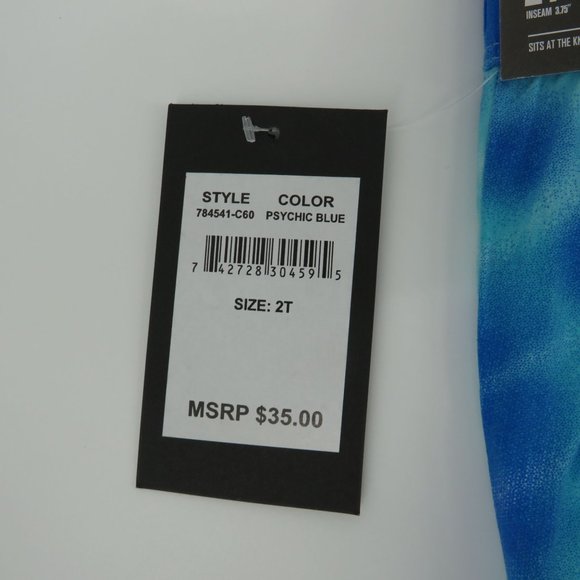 INSEAM 3.75"
SITS AT THE
STYLE COLOR
784541-C60 PSYCHIC BLUE
7 42728 30459 5
SIZE: 2T
MSRP $35.00